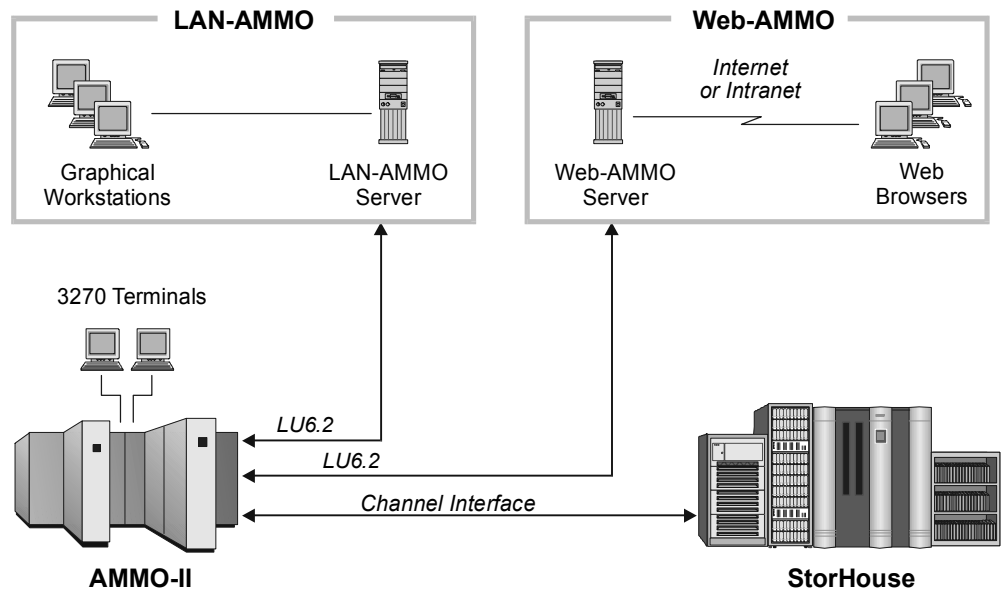 LAN-AMMO
Web-AMMO
Internet
or Intranet
Graphical
Workstations
LAN-AMMO
Server
Web-AMMO
Server
Web
Browsers
3270 Terminals
LU6.2
LU6.2
Channel Interface
AMMO-II
StorHouse